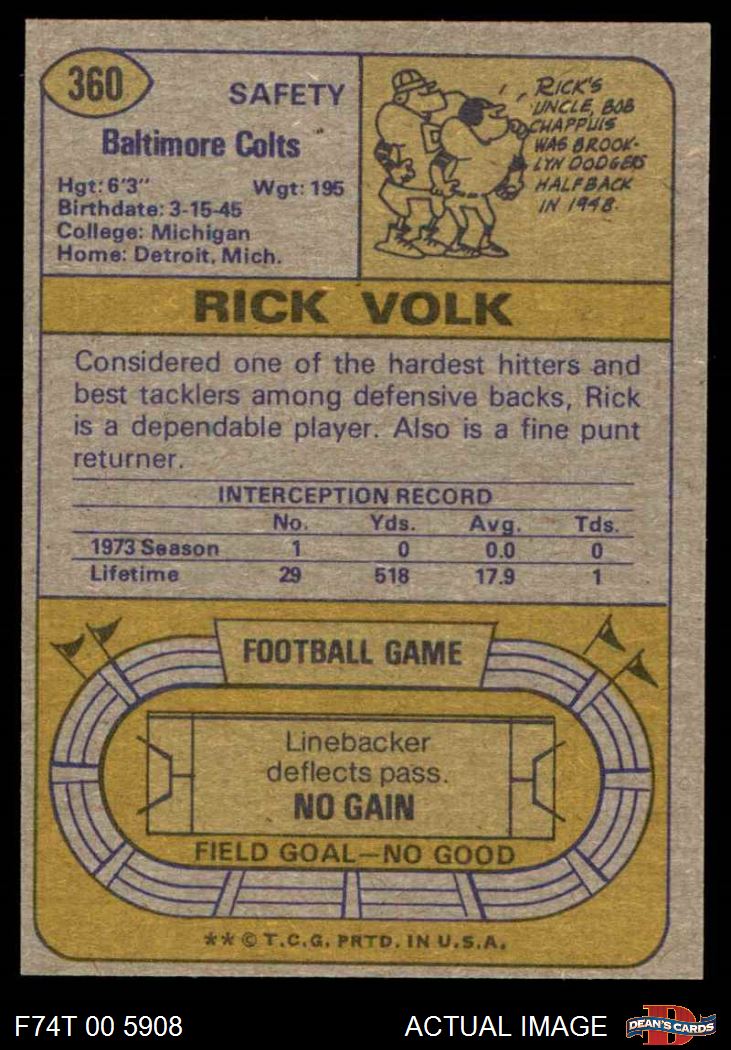 360
SAFETY
Baltimore Colts
Hgt: 6'3" Wgt: 195
Birthdate: 3-15-45
College: Michigan
Home: Detroit, Mich.
RICK'S
UNCLE, BOB
CHAPPUIS
WAS BROOK-
LYN DODGERS
HALFBACK
IN 1948.
RICK VOLK
Considered one of the hardest hitters and
best tacklers among defensive backs, Rick
is a dependable player. Also is a fine punt
returner.
INTERCEPTION RECORD
No. Yds. Avg. Tds.
1973 Season 1 0 0.0 0
Lifetime 29 518 17.9 1
FOOTBALL GAME
Linebacker
deflects pass.
NO GAIN
FIELD GOAL—NO GOOD
** © T.C.G. PRTD. IN U.S.A.
F74T 00 5908 ACTUAL IMAGE
D
DEAN'S CARDS